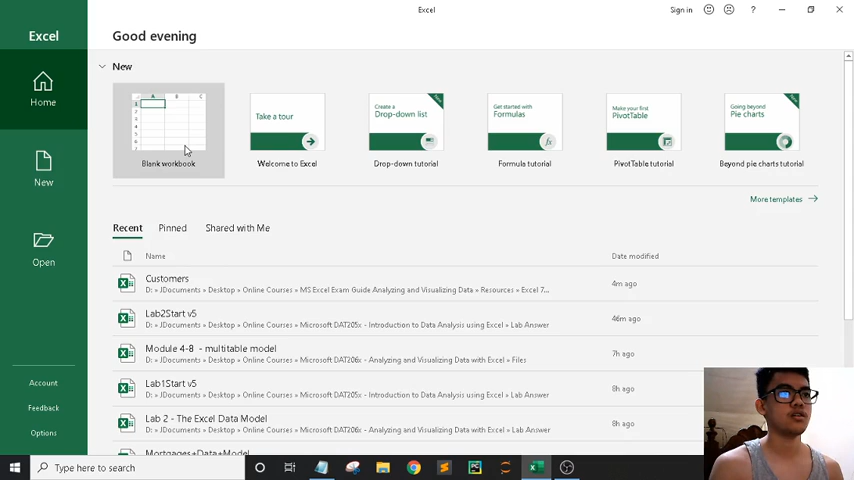 Excel
Sign in
?
Excel
Good evening
New
Home
Take a tour
Create a
Drop-down list
Get started with
Formulas
fx
Make your first
PivotTable
Going beyond
Pie charts
Blank workbook
Welcome to Excel
Drop-down tutorial
Formula tutorial
PivotTable tutorial
Beyond pie charts tutorial
New
More templates
Recent
Pinned
Shared with Me
Open
Name
Date modified
Customers
D: » JDocuments » Desktop » Online Courses » MS Excel Exam Guide Analyzing and Visualizing Data » Resources » Excel 7...
4m ago
Lab2Start v5
D: » JDocuments » Desktop » Online Courses » Microsoft DAT205x - Introduction to Data Analysis using Excel » Lab Answer
46m ago
Module 4-8 - multitable model
D: » JDocuments » Desktop » Online Courses » Microsoft DAT206x - Analyzing and Visualizing Data with Excel » Files
7h ago
Lab1Start v5
D: » JDocuments » Desktop » Online Courses » Microsoft DAT205x - Introduction to Data Analysis using Excel » Lab Answer
8h ago
Lab 2 - The Excel Data Model
D: » JDocuments » Desktop » Online Courses » Microsoft DAT206x - Analyzing and Visualizing Data with Excel » Lab Answer
8h ago
Mortgages+Data+Model
Account
Feedback
Options
Type here to search